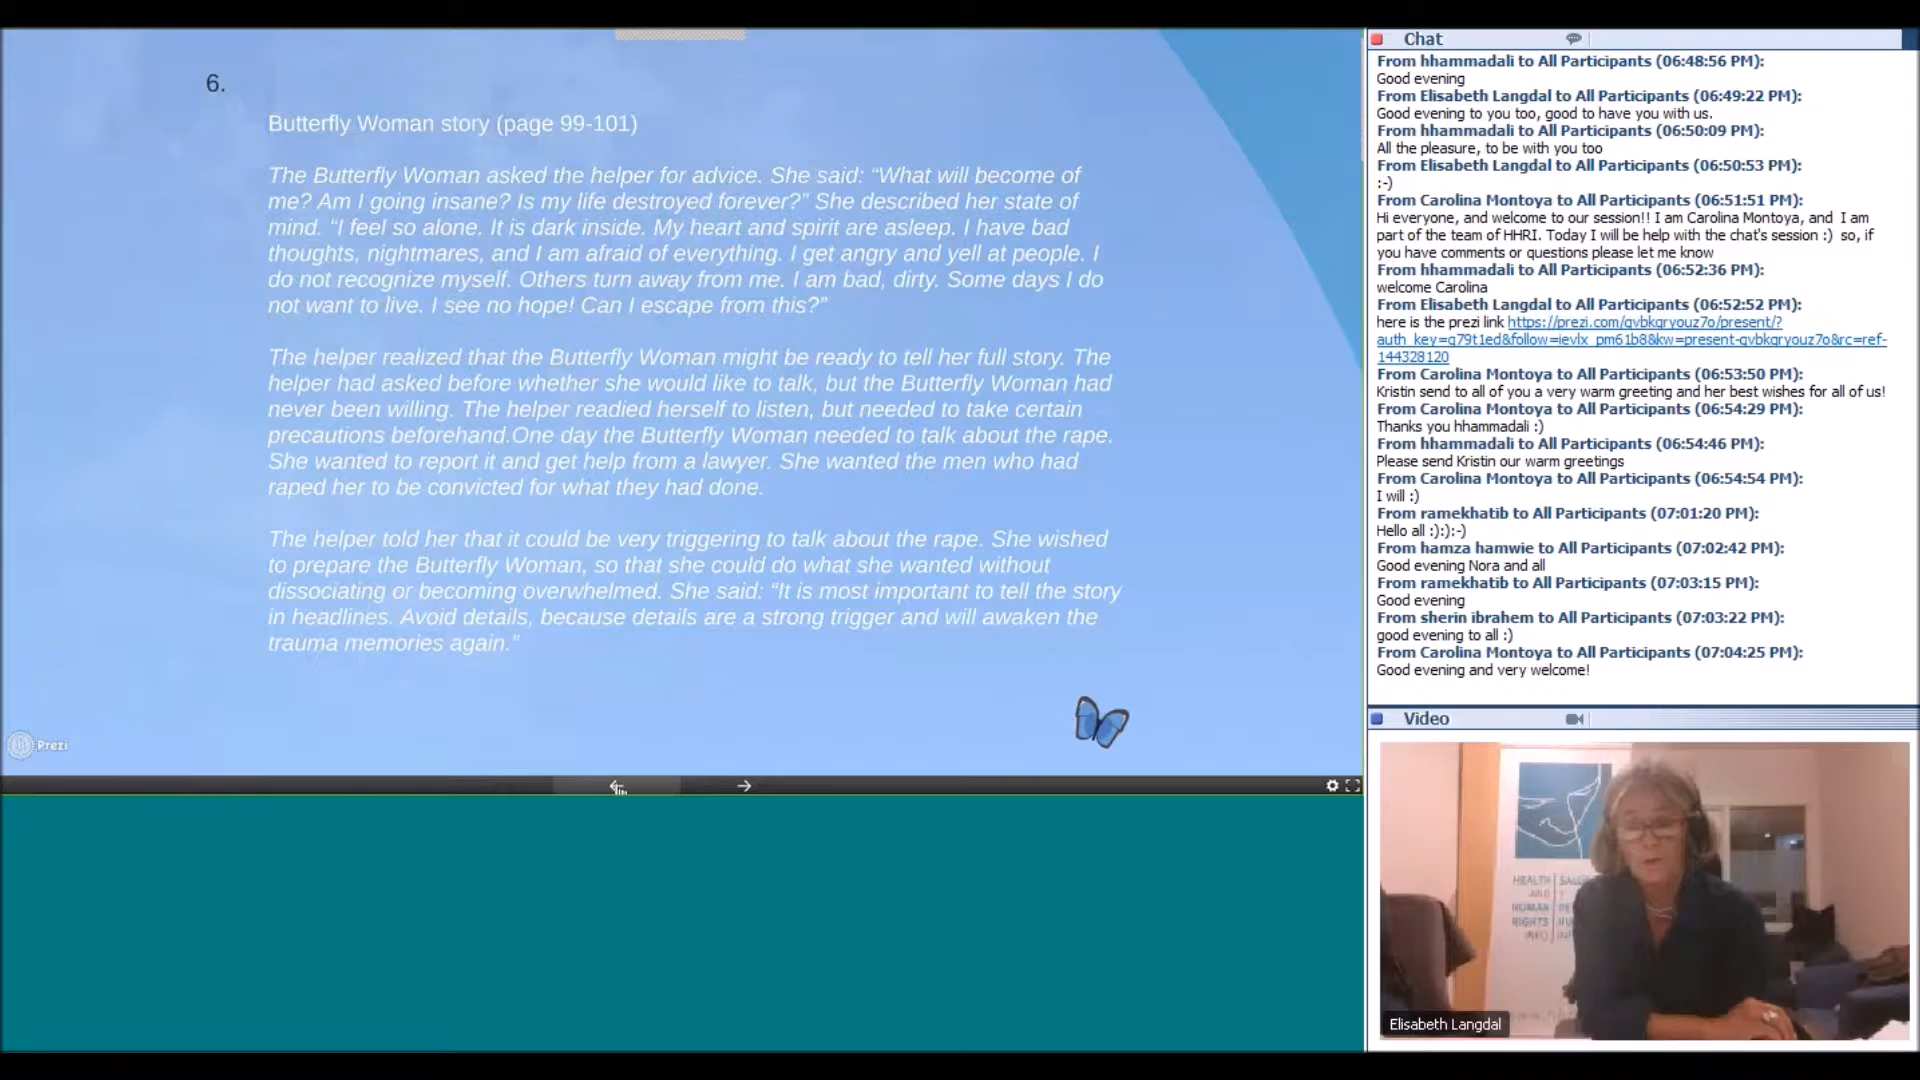 6.
Butterfly Woman story (page 99-101)
The Butterfly Woman asked the helper for advice. She said: “What will become of
me? Am I going insane? Is my life destroyed forever?” She described her state of
mind. “I feel so alone. It is dark inside. My heart and spirit are asleep. I have bad
thoughts, nightmares, and I am afraid of everything. I get angry and yell at people. I
do not recognize myself. Others turn away from me. I am bad, dirty. Some days I do
not want to live. I see no hope! Can I escape from this?”
The helper realized that the Butterfly Woman might be ready to tell her full story. The
helper had asked before whether she would like to talk, but the Butterfly Woman had
never been willing. The helper readied herself to listen, but needed to take certain
precautions beforehand.One day the Butterfly Woman needed to talk about the rape.
She wanted to report it and get help from a lawyer. She wanted the men who had
raped her to be convicted for what they had done.
The helper told her that it could be very triggering to talk about the rape. She wished
to prepare the Butterfly Woman, so that she could do what she wanted without
dissociating or becoming overwhelmed. She said: “It is most important to tell the story
in headlines. Avoid details, because details are a strong trigger and will awaken the
trauma memories again.”
Prezi
Chat
From hhammadali to All Participants (06:48:56 PM):
Good evening
From Elisabeth Langdal to All Participants (06:49:22 PM):
Good evening to you too, good to have you with us.
From hhammadali to All Participants (06:50:09 PM):
All the pleasure, to be with you too
From Elisabeth Langdal to All Participants (06:50:53 PM):
:-)
From Carolina Montoya to All Participants (06:51:51 PM):
Hi everyone, and welcome to our session!! I am Carolina Montoya, and I am
part of the team of HHRI. Today I will be help with the chat's session :) so, if
you have comments or questions please let me know
From hhammadali to All Participants (06:52:36 PM):
welcome Carolina
From Elisabeth Langdal to All Participants (06:52:52 PM):
here is the prezi link https://prezi.com/qvbkqryouz7o/present/?
auth_key=q79t1ed&follow=ievlx_pm61b8&kw=present-qvbkqryouz7o&rc=ref-
144328120
From Carolina Montoya to All Participants (06:53:50 PM):
Kristin send to all of you a very warm greeting and her best wishes for all of us!
From Carolina Montoya to All Participants (06:54:29 PM):
Thanks you hhammadali :)
From hhammadali to All Participants (06:54:46 PM):
Please send Kristin our warm greetings
From Carolina Montoya to All Participants (06:54:54 PM):
I will :)
From ramekhatib to All Participants (07:01:20 PM):
Hello all :):):-)
From hamza hamwie to All Participants (07:02:42 PM):
Good evening Nora and all
From ramekhatib to All Participants (07:03:15 PM):
Good evening
From sherin ibrahem to All Participants (07:03:22 PM):
good evening to all :)
From Carolina Montoya to All Participants (07:04:25 PM):
Good evening and very welcome!
Video
HEALTH
AND
HUMAN
RIGHTS
INFO
Elisabeth Langdal